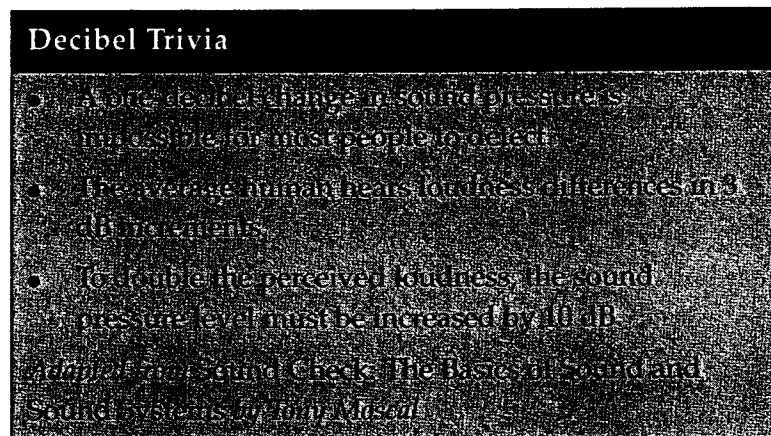 Decibel Trivia
• A one-decibel change in sound pressure is
impossible for most people to detect.
• The average human hears loudness differences in 3
dB increments.
• To double the perceived loudness, the sound
pressure level must be increased by 10 dB
Adapted from Sound Check: The Basics of Sound and
Sound Systems by Tony Moscal